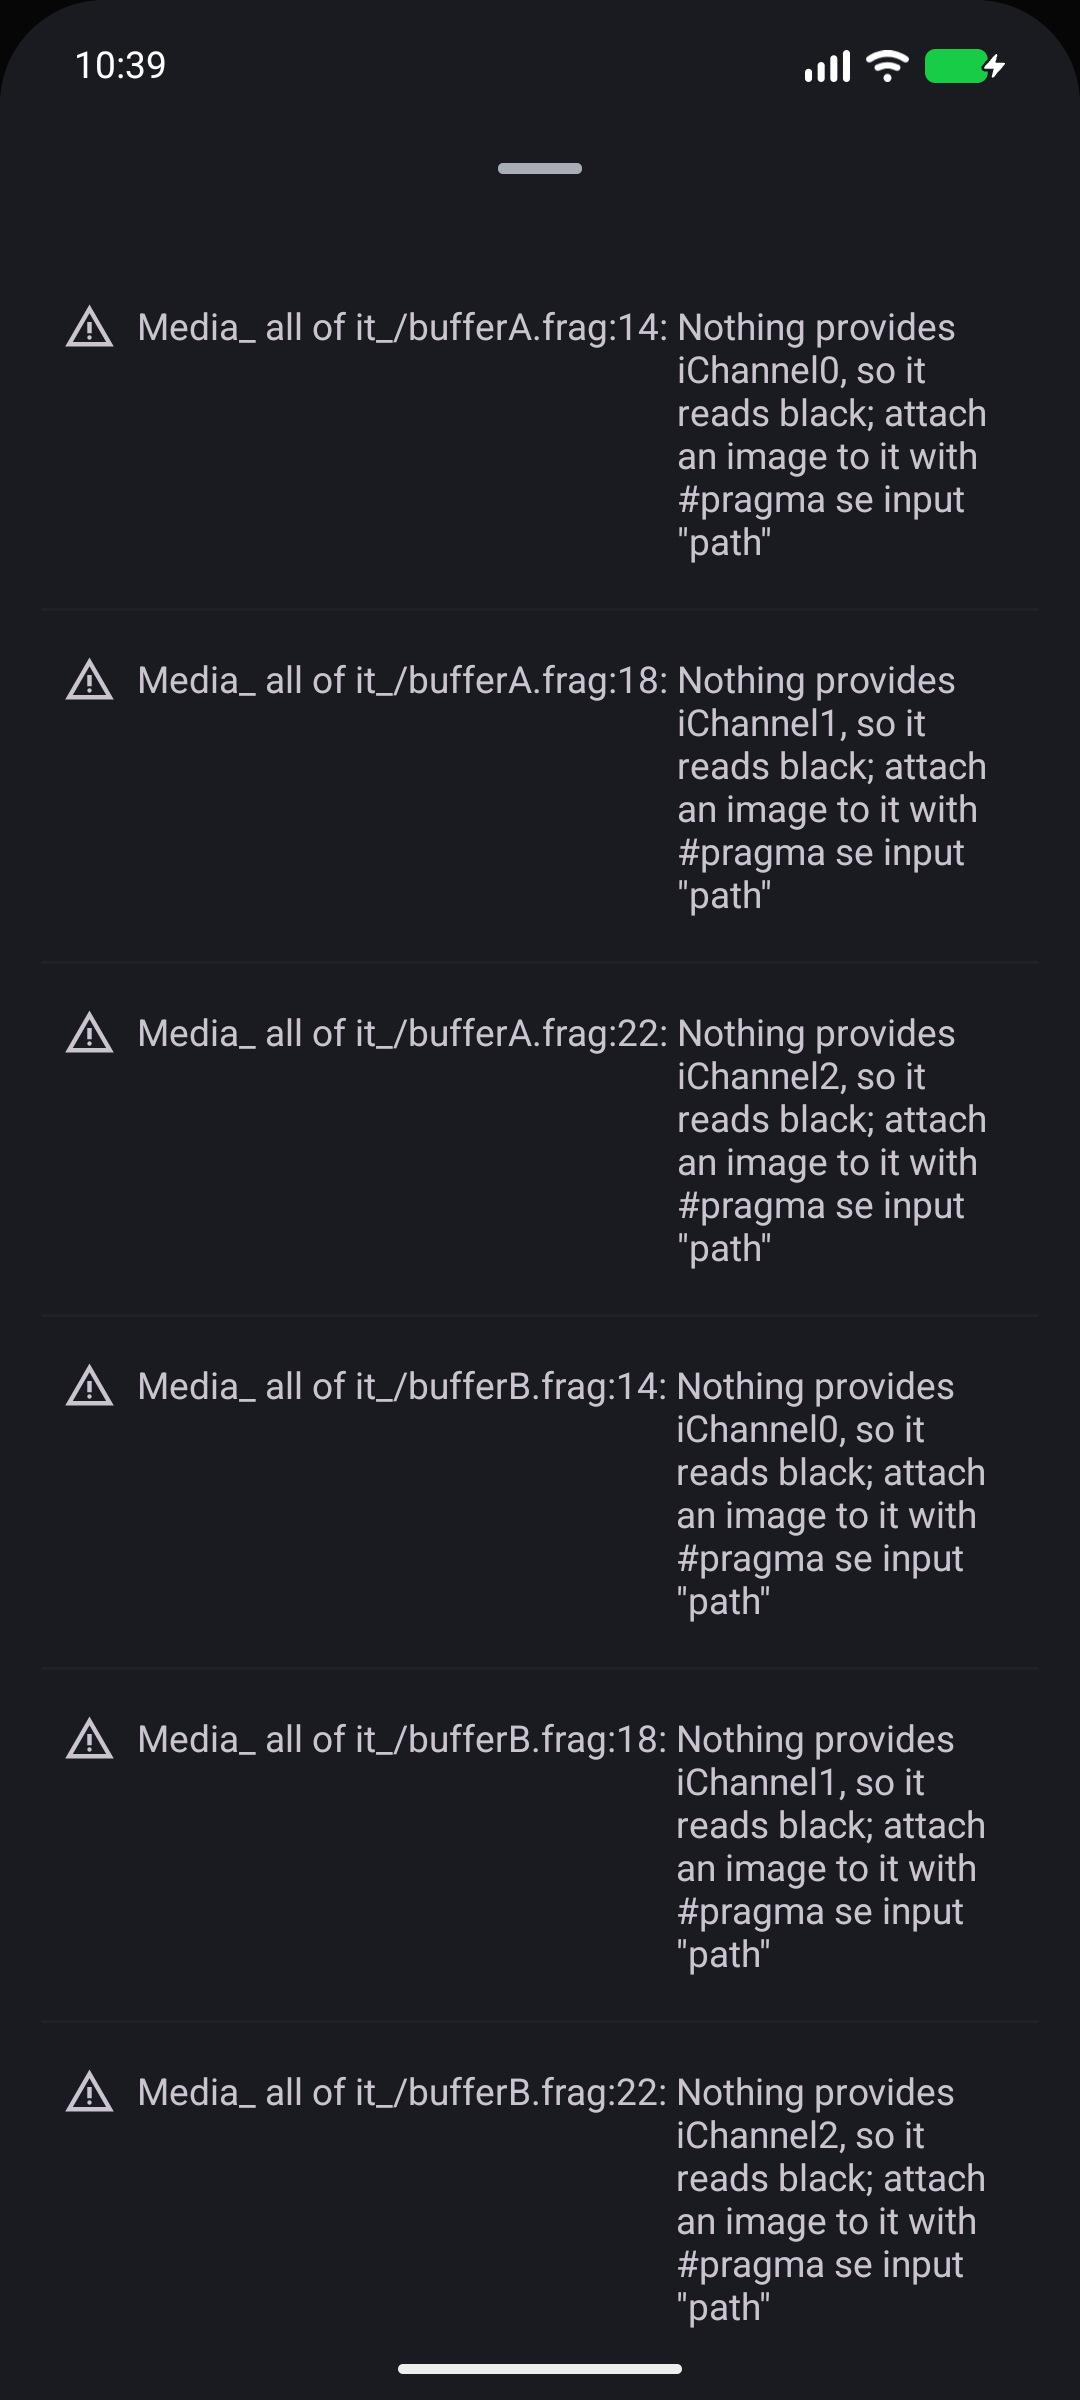 10:39
Media_ all of it_/bufferA.frag:14: Nothing provides
iChannel0, so it
reads black; attach
an image to it with
#pragma se input
"path"
Media_ all of it_/bufferA.frag:18: Nothing provides
iChannel1, so it
reads black; attach
an image to it with
#pragma se input
"path"
Media_ all of it_/bufferA.frag:22: Nothing provides
iChannel2, so it
reads black; attach
an image to it with
#pragma se input
"path"
Media_ all of it_/bufferB.frag:14: Nothing provides
iChannel0, so it
reads black; attach
an image to it with
#pragma se input
"path"
Media_ all of it_/bufferB.frag:18: Nothing provides
iChannel1, so it
reads black; attach
an image to it with
#pragma se input
"path"
Media_ all of it_/bufferB.frag:22: Nothing provides
iChannel2, so it
reads black; attach
an image to it with
#pragma se input
"path"